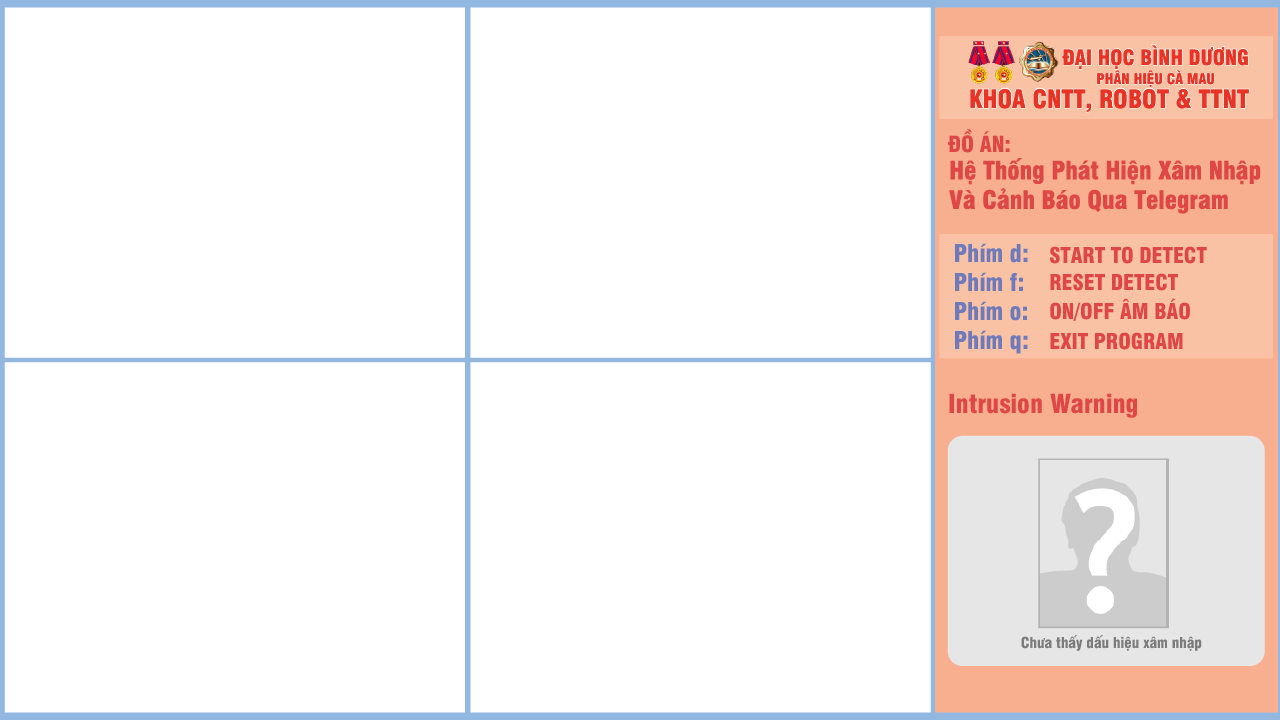 ĐẠI HỌC BÌNH DƯƠNG
PHÂN HIỆU CÀ MAU
KHOA CNTT, ROBOT & TTNT
ĐỒ ÁN:
Hệ Thống Phát Hiện Xâm Nhập
Và Cảnh Báo Qua Telegram
Phím d: START TO DETECT
Phím f: RESET DETECT
Phím o: ON/OFF ÂM BÁO
Phím q: EXIT PROGRAM
Intrusion Warning
?
Chưa thấy dấu hiệu xâm nhập